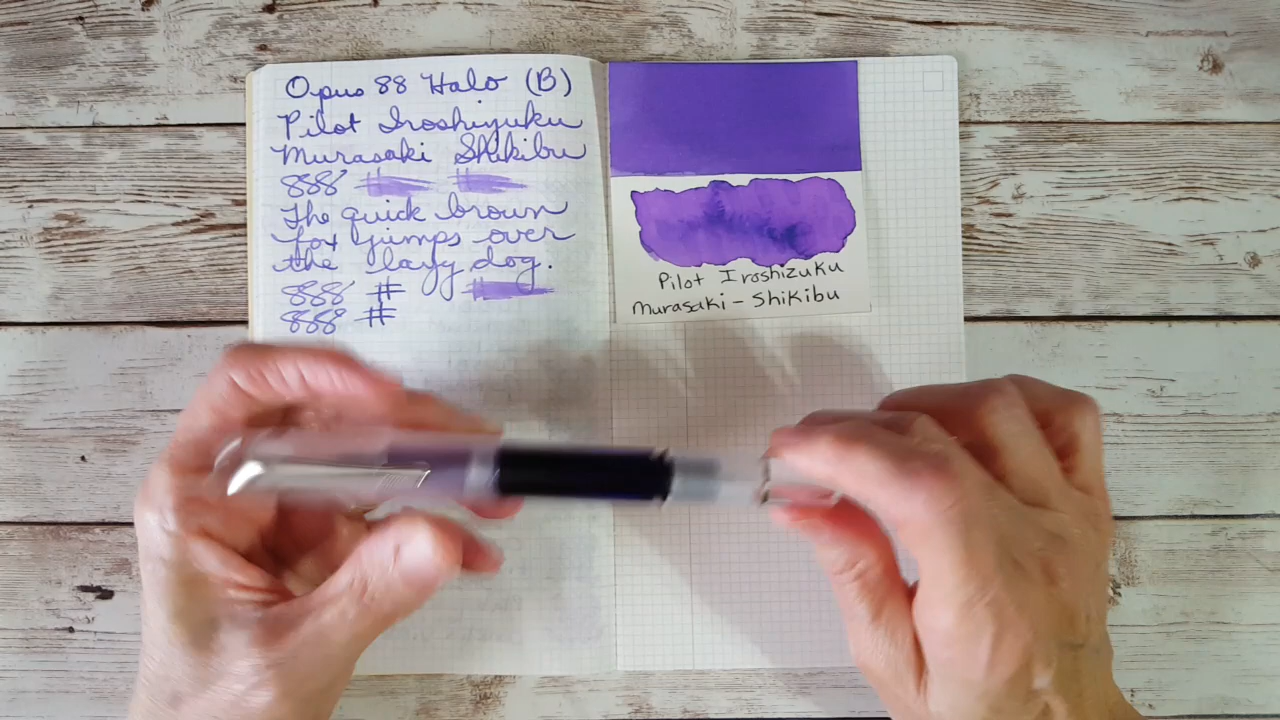 Opus 88 Halo (B)
Pilot Iroshizuku
Murasaki Shikibu
888 # #
The quick brown
fox jumps over
the lazy dog.
888 # #
888 #
Pilot Iroshizuku
Murasaki-Shikibu